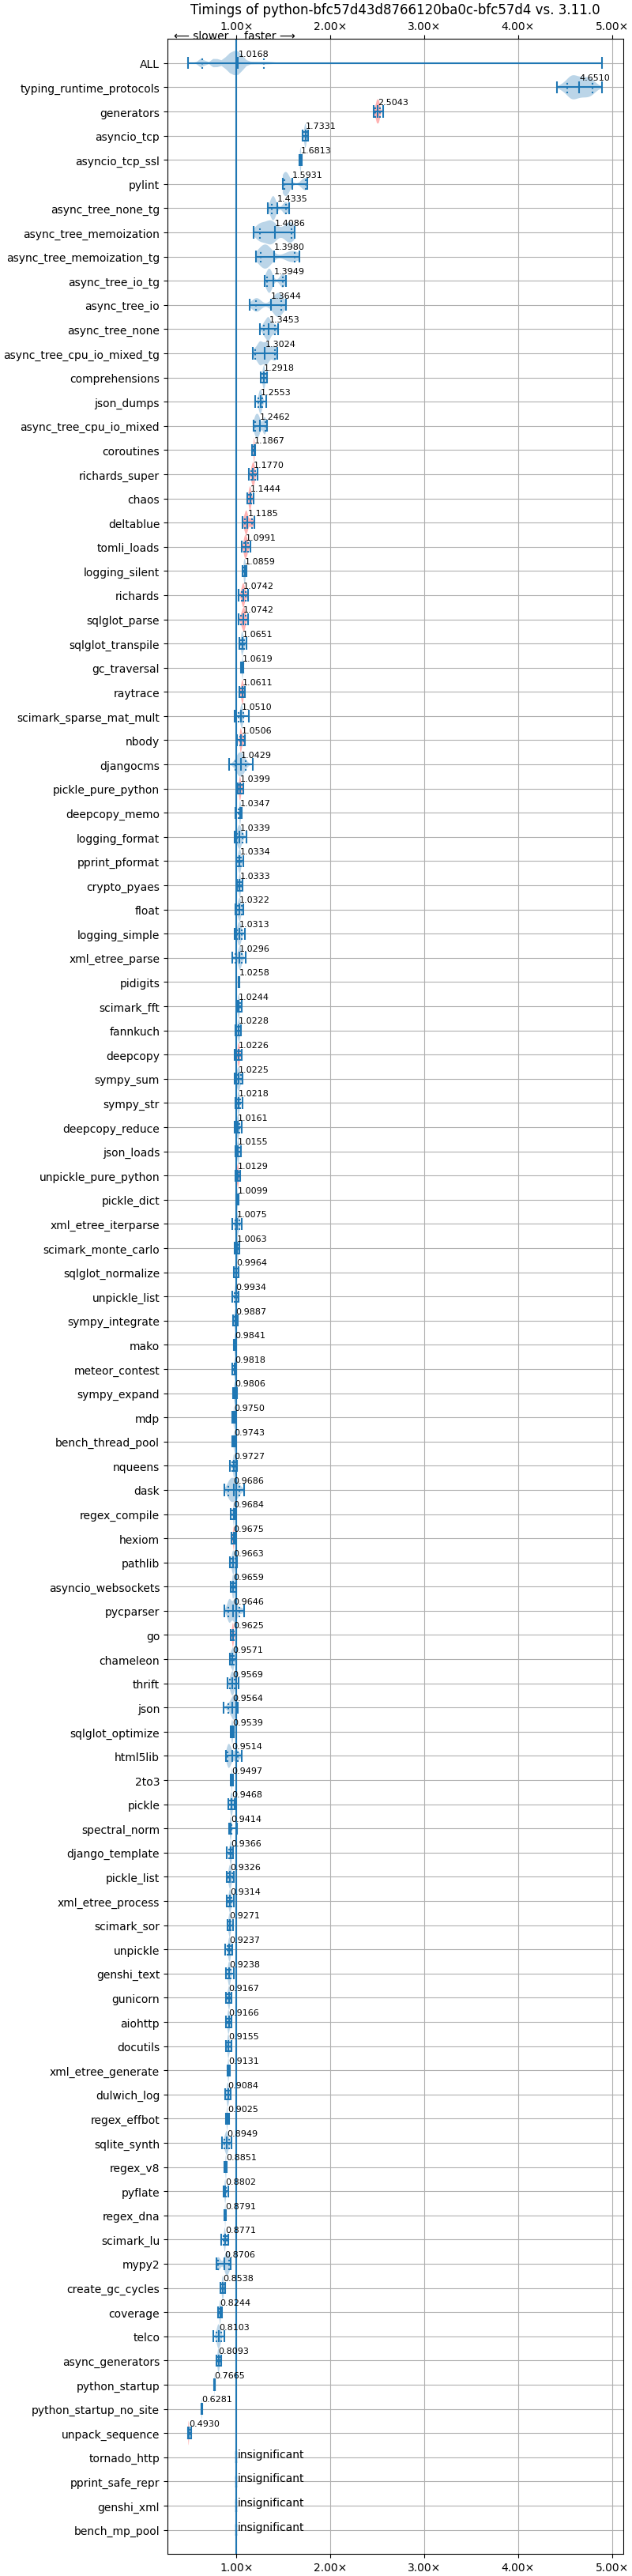 Timings of python-bfc57d43d8766120ba0c-bfc57d4 vs. 3.11.0
1.00× 2.00× 3.00× 4.00× 5.00×
⟵ slower faster ⟶
ALL 1.0168
typing_runtime_protocols 4.6510
generators 2.5043
asyncio_tcp 1.7331
asyncio_tcp_ssl 1.6813
pylint 1.5931
async_tree_none_tg 1.4335
async_tree_memoization 1.4086
async_tree_memoization_tg 1.3980
async_tree_io_tg 1.3949
async_tree_io 1.3644
async_tree_none 1.3453
async_tree_cpu_io_mixed_tg 1.3024
comprehensions 1.2918
json_dumps 1.2553
async_tree_cpu_io_mixed 1.2462
coroutines 1.1867
richards_super 1.1770
chaos 1.1444
deltablue 1.1185
tomli_loads 1.0991
logging_silent 1.0859
richards 1.0742
sqlglot_parse 1.0742
sqlglot_transpile 1.0651
gc_traversal 1.0619
raytrace 1.0611
scimark_sparse_mat_mult 1.0510
nbody 1.0506
djangocms 1.0429
pickle_pure_python 1.0399
deepcopy_memo 1.0347
logging_format 1.0339
pprint_pformat 1.0334
crypto_pyaes 1.0333
float 1.0322
logging_simple 1.0313
xml_etree_parse 1.0296
pidigits 1.0258
scimark_fft 1.0244
fannkuch 1.0228
deepcopy 1.0226
sympy_sum 1.0225
sympy_str 1.0218
deepcopy_reduce 1.0161
json_loads 1.0155
unpickle_pure_python 1.0129
pickle_dict 1.0099
xml_etree_iterparse 1.0075
scimark_monte_carlo 1.0063
sqlglot_normalize 0.9964
unpickle_list 0.9934
sympy_integrate 0.9887
mako 0.9841
meteor_contest 0.9818
sympy_expand 0.9806
mdp 0.9750
bench_thread_pool 0.9743
nqueens 0.9727
dask 0.9686
regex_compile 0.9684
hexiom 0.9675
pathlib 0.9663
asyncio_websockets 0.9659
pycparser 0.9646
go 0.9625
chameleon 0.9571
thrift 0.9569
json 0.9564
sqlglot_optimize 0.9539
html5lib 0.9514
2to3 0.9497
pickle 0.9468
spectral_norm 0.9414
django_template 0.9366
pickle_list 0.9326
xml_etree_process 0.9314
scimark_sor 0.9271
unpickle 0.9237
genshi_text 0.9238
gunicorn 0.9167
aiohttp 0.9166
docutils 0.9155
xml_etree_generate 0.9131
dulwich_log 0.9084
regex_effbot 0.9025
sqlite_synth 0.8949
regex_v8 0.8851
pyflate 0.8802
regex_dna 0.8791
scimark_lu 0.8771
mypy2 0.8706
create_gc_cycles 0.8538
coverage 0.8244
telco 0.8103
async_generators 0.8093
python_startup 0.7665
python_startup_no_site 0.6281
unpack_sequence 0.4930
tornado_http insignificant
pprint_safe_repr insignificant
genshi_xml insignificant
bench_mp_pool insignificant
1.00× 2.00× 3.00× 4.00× 5.00×